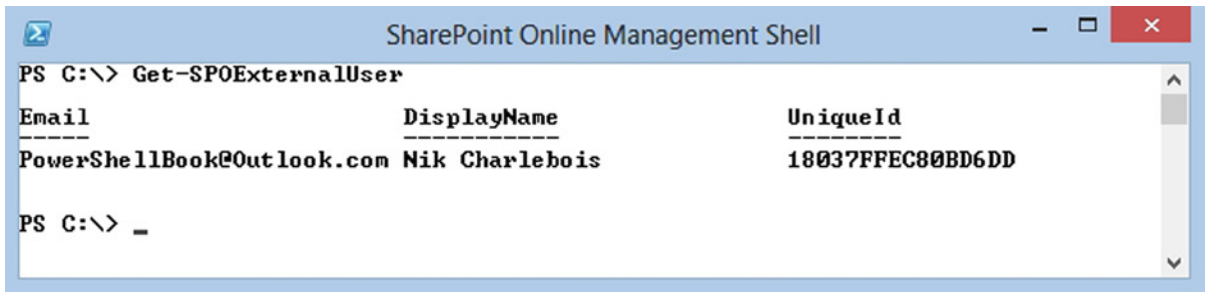 SharePoint Online Management Shell
PS C:\> Get-SPOExternalUser
Email DisplayName UniqueId
----- ----------- --------
PowerShellBook@Outlook.com Nik Charlebois 18037FFEC80BD6DD
PS C:\> _